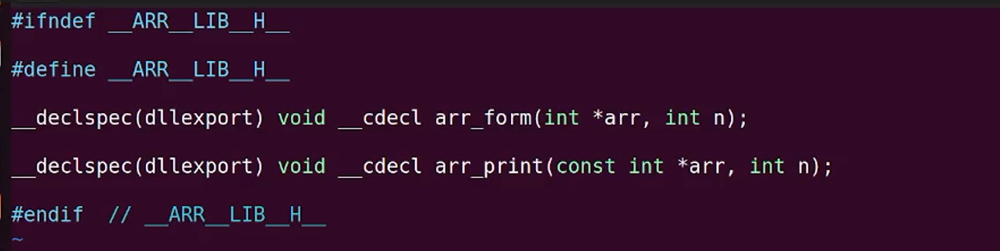 #ifndef __ARR__LIB__H__
#define __ARR__LIB__H__
__declspec(dllexport) void __cdecl arr_form(int *arr, int n);
__declspec(dllexport) void __cdecl arr_print(const int *arr, int n);
#endif  // __ARR__LIB__H__
~